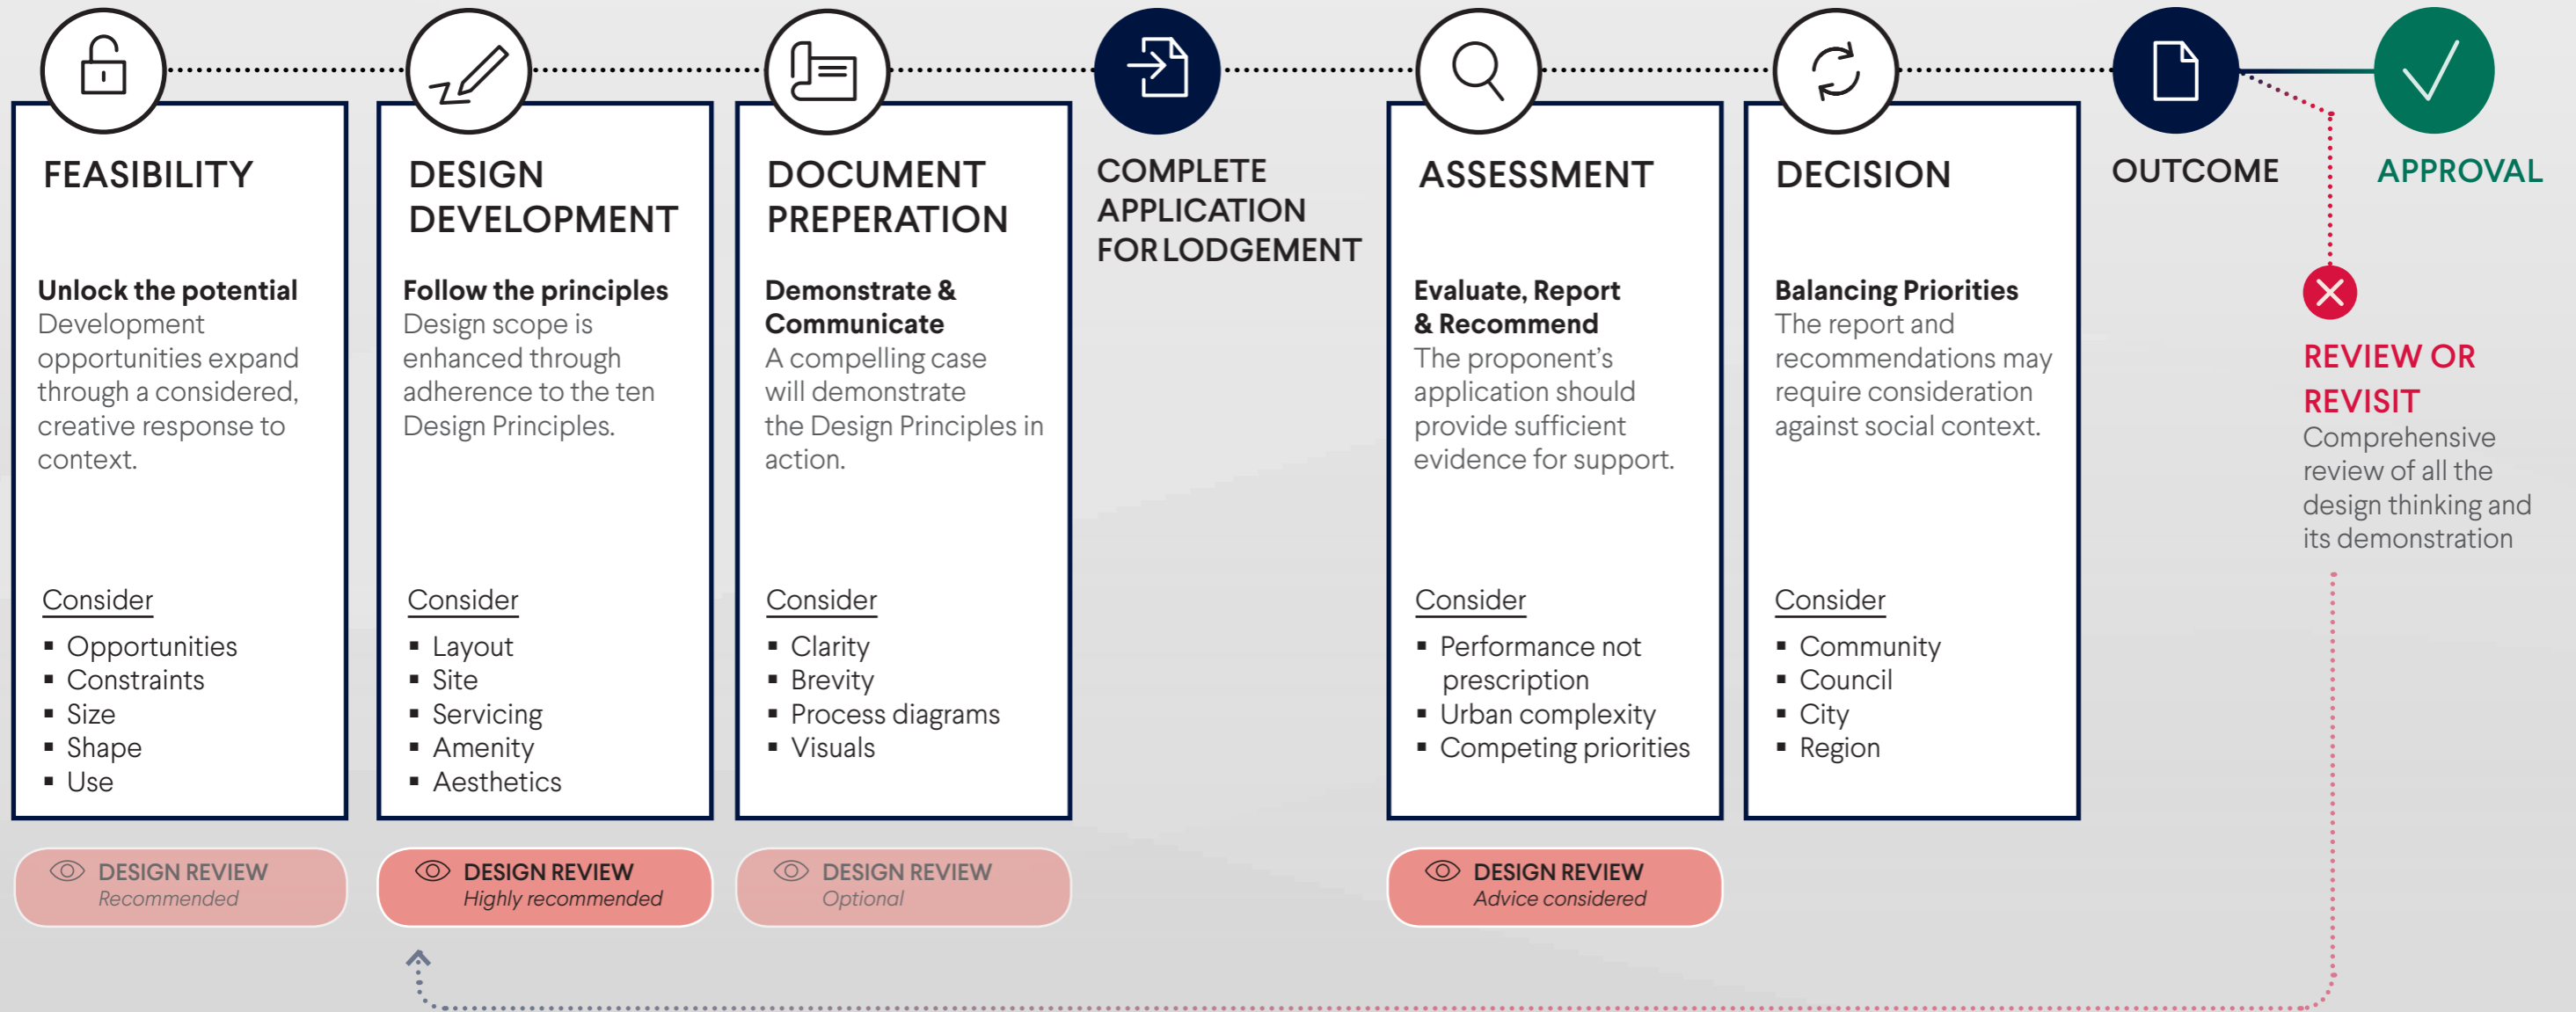 FEASIBILITY
Unlock the potential
Development
opportunities expand
through a considered,
creative response to
context.
Consider
▪ Opportunities
▪ Constraints
▪ Size
▪ Shape
▪ Use
DESIGN REVIEW
Recommended
DESIGN
DEVELOPMENT
Follow the principles
Design scope is
enhanced through
adherence to the ten
Design Principles.
Consider
▪ Layout
▪ Site
▪ Servicing
▪ Amenity
▪ Aesthetics
DESIGN REVIEW
Highly recommended
DOCUMENT
PREPERATION
Demonstrate &
Communicate
A compelling case
will demonstrate
the Design Principles in
action.
Consider
▪ Clarity
▪ Brevity
▪ Process diagrams
▪ Visuals
DESIGN REVIEW
Optional
COMPLETE
APPLICATION
FOR LODGEMENT
ASSESSMENT
Evaluate, Report
& Recommend
The proponent's
application should
provide sufficient
evidence for support.
Consider
▪ Performance not
prescription
▪ Urban complexity
▪ Competing priorities
DESIGN REVIEW
Advice considered
DECISION
Balancing Priorities
The report and
recommendations may
require consideration
against social context.
Consider
▪ Community
▪ Council
▪ City
▪ Region
OUTCOME
APPROVAL
REVIEW OR
REVISIT
Comprehensive
review of all the
design thinking and
its demonstration